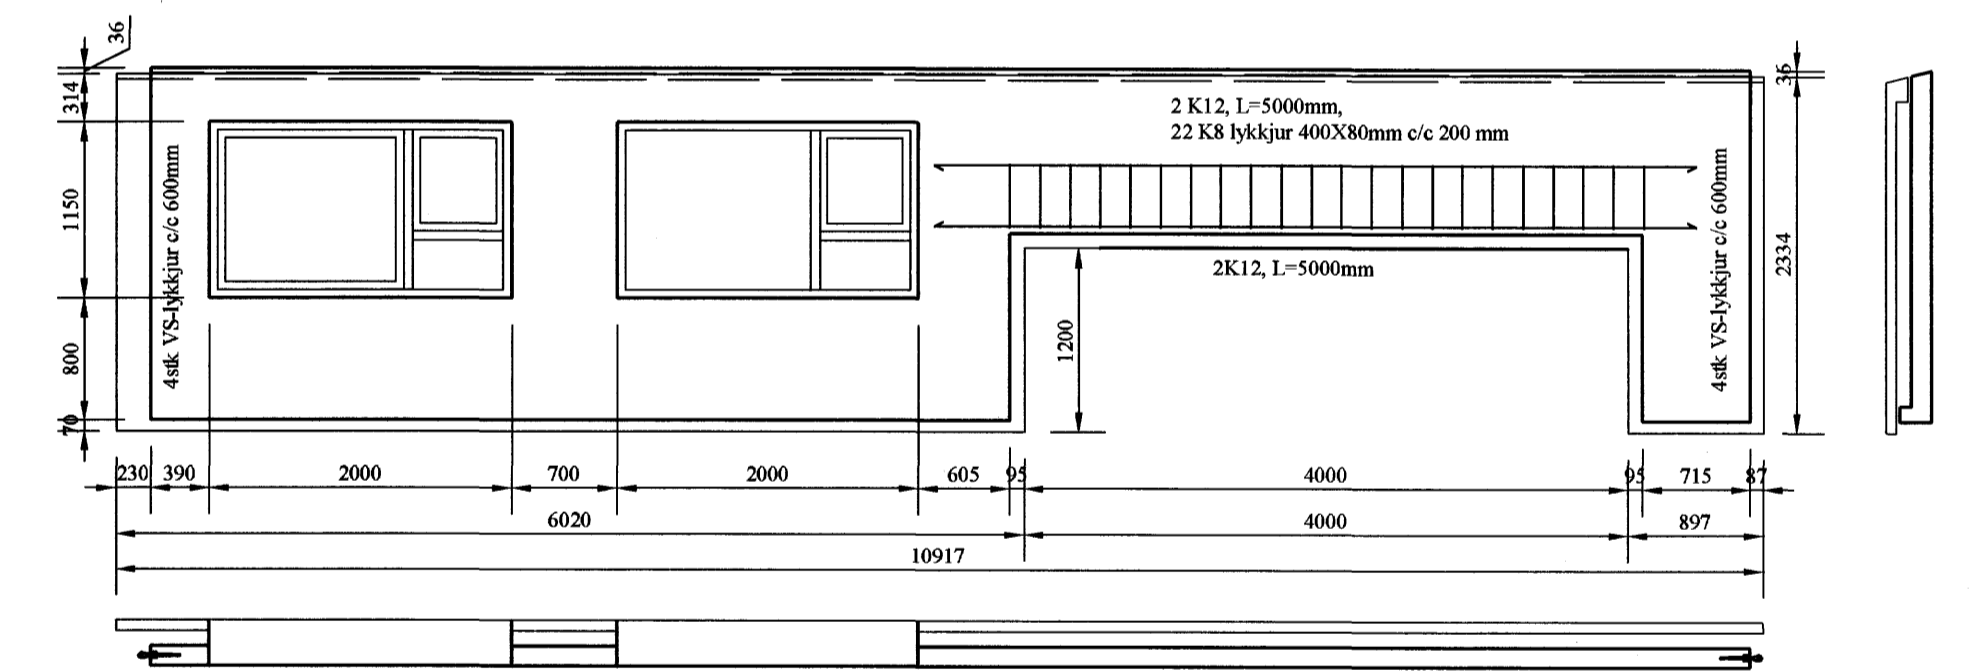 36
314
1150
800
70
4stk VS-lykkjur c/c 600mm
2 K12, L=5000mm,
22 K8 lykkjur 400X80mm c/c 200 mm
2K12, L=5000mm
1200
4stk VS-lykkjur c/c 600mm
36
2334
230 390 2000 700 2000 605 95 4000 95 715 87
6020 4000 897
10917